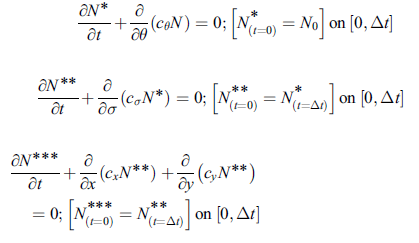 ∂N*/∂t + ∂/∂θ (c_θ N) = 0; [N*_(t=0) = N_0] on [0, Δt]
∂N**/∂t + ∂/∂σ (c_σ N*) = 0; [N**_(t=0) = N*_(t=Δt)] on [0, Δt]
∂N***/∂t + ∂/∂x (c_x N**) + ∂/∂y (c_y N**)
= 0; [N***_(t=0) = N**_(t=Δt)] on [0, Δt]